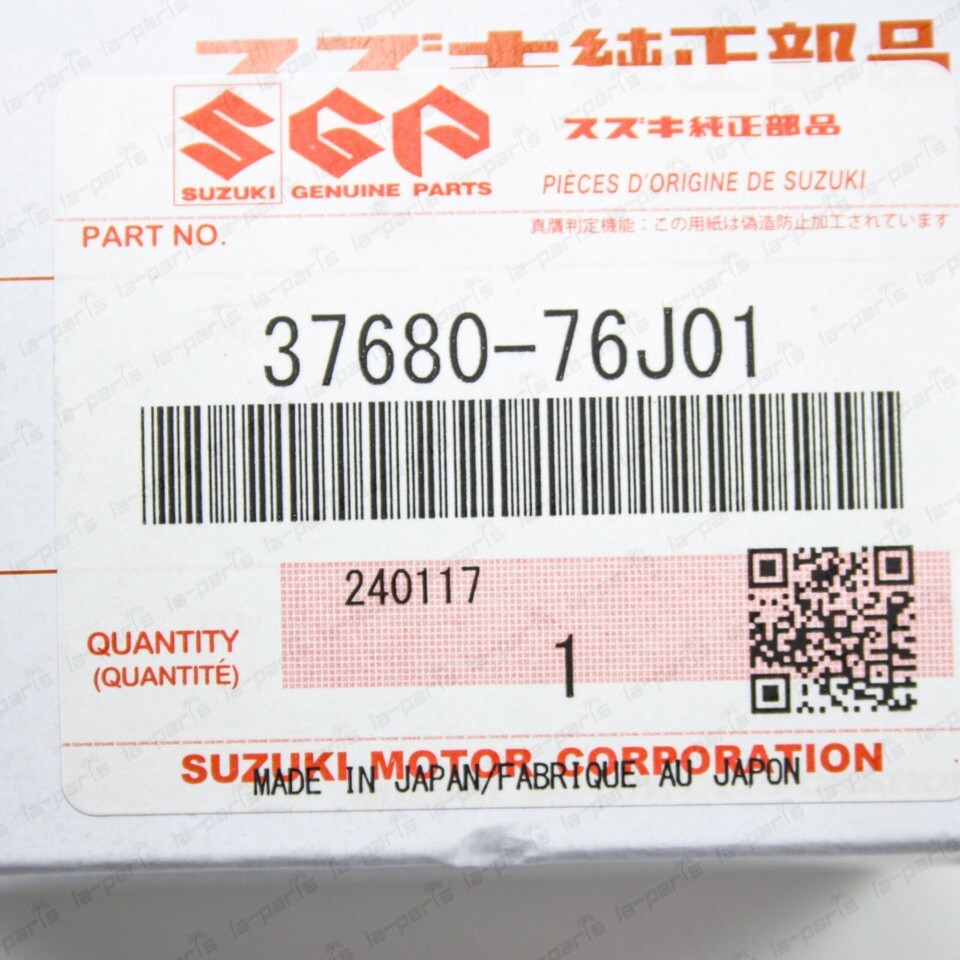 スズキ純正部品
SGP
スズキ純正部品
SUZUKI GENUINE PARTS
PIÈCES D'ORIGINE DE SUZUKI
PART NO.
真贋判定機能：この用紙は偽造防止加工されています
37680-76J01
240117
QUANTITY
(QUANTITÉ)
1
SUZUKI MOTOR CORPORATION
MADE IN JAPAN/FABRIQUE AU JAPON
la-parts